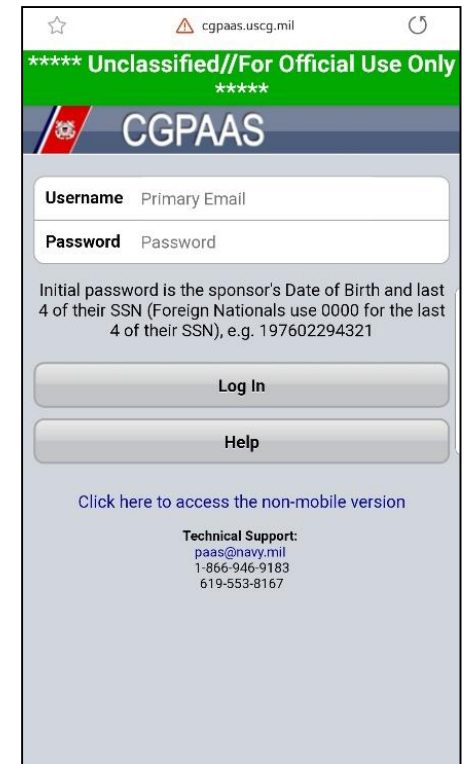 cgpaas.uscg.mil
***** Unclassified//For Official Use Only
*****
CGPAAS
Username Primary Email
Password Password
Initial password is the sponsor's Date of Birth and last
4 of their SSN (Foreign Nationals use 0000 for the last
4 of their SSN), e.g. 197602294321
Log In
Help
Click here to access the non-mobile version
Technical Support:
paas@navy.mil
1-866-946-9183
619-553-8167